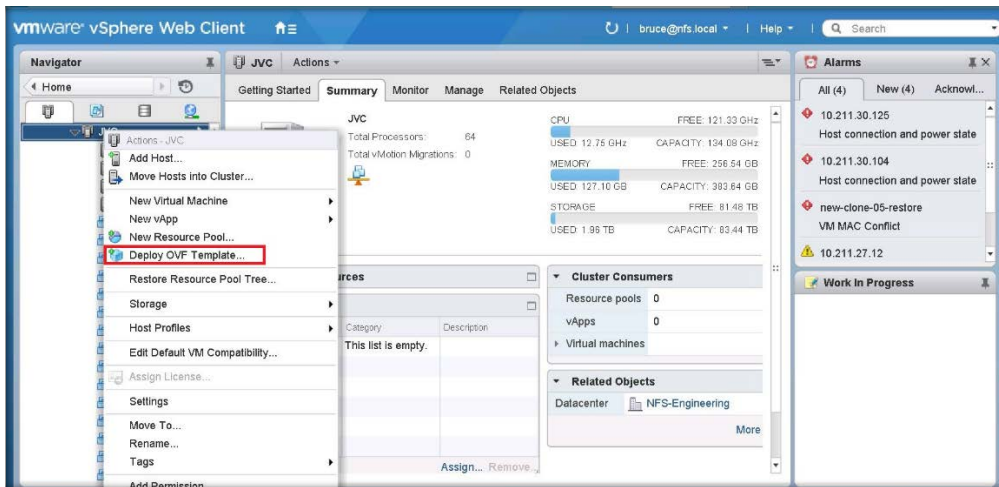 vmware® vSphere Web Client
bruce@nfs.local
Help
Search
Navigator
Home
Actions - JVC
Add Host...
Move Hosts into Cluster...
New Virtual Machine
New vApp
New Resource Pool...
Deploy OVF Template...
Restore Resource Pool Tree...
Storage
Host Profiles
Edit Default VM Compatibility...
Assign License...
Settings
Move To...
Rename...
Tags
Add Permission
JVC
Actions
Getting Started
Summary
Monitor
Manage
Related Objects
JVC
Total Processors: 64
Total vMotion Migrations: 0
CPU FREE: 121.33 GHz
USED: 12.75 GHz CAPACITY: 134.08 GHz
MEMORY FREE: 256.54 GB
USED: 127.10 GB CAPACITY: 383.64 GB
STORAGE FREE: 81.48 TB
USED: 1.96 TB CAPACITY: 83.44 TB
Category Description
This list is empty.
Assign... Remove...
Cluster Consumers
Resource pools 0
vApps 0
Virtual machines
Related Objects
Datacenter NFS-Engineering
More
Alarms
All (4) New (4) Acknowl...
10.211.30.125
Host connection and power state
10.211.30.104
Host connection and power state
new-clone-05-restore
VM MAC Conflict
10.211.27.12
Work In Progress